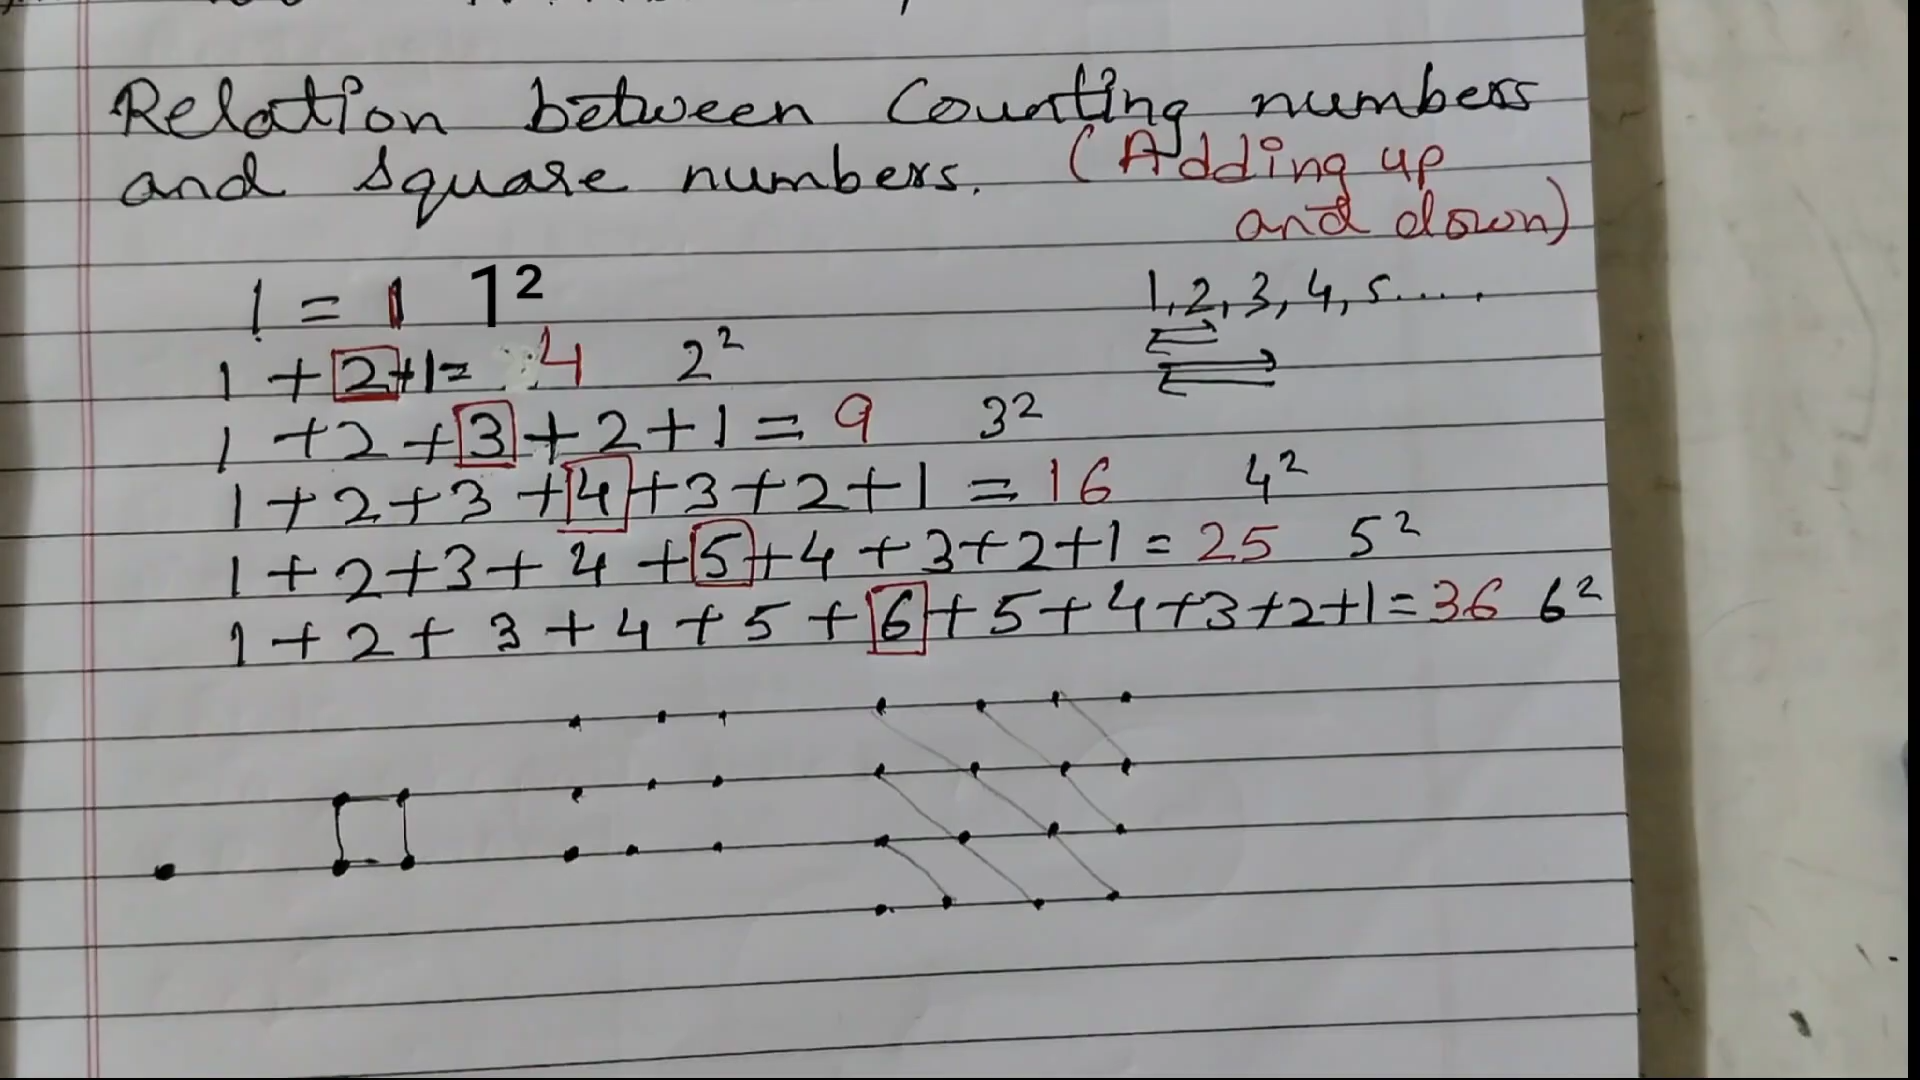 Relation between Counting numbers
and square numbers. (Adding up
and down)
1 = 1 1²
1, 2, 3, 4, 5.....
1 + 2 + 1 = 4 2²
1 + 2 + 3 + 2 + 1 = 9 3²
1 + 2 + 3 + 4 + 3 + 2 + 1 = 16 4²
1 + 2 + 3 + 4 + 5 + 4 + 3 + 2 + 1 = 25 5²
1 + 2 + 3 + 4 + 5 + 6 + 5 + 4 + 3 + 2 + 1 = 36 6²